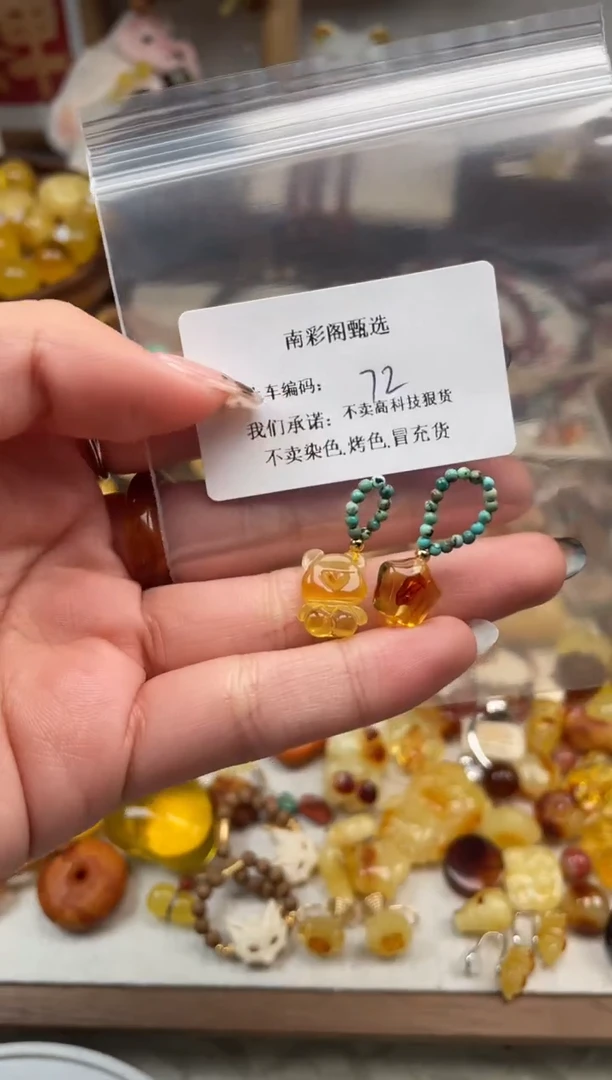 南彩阁甄选
车编码： 72
我们承诺：不卖高科技狠货
不卖染色.烤色.冒充货